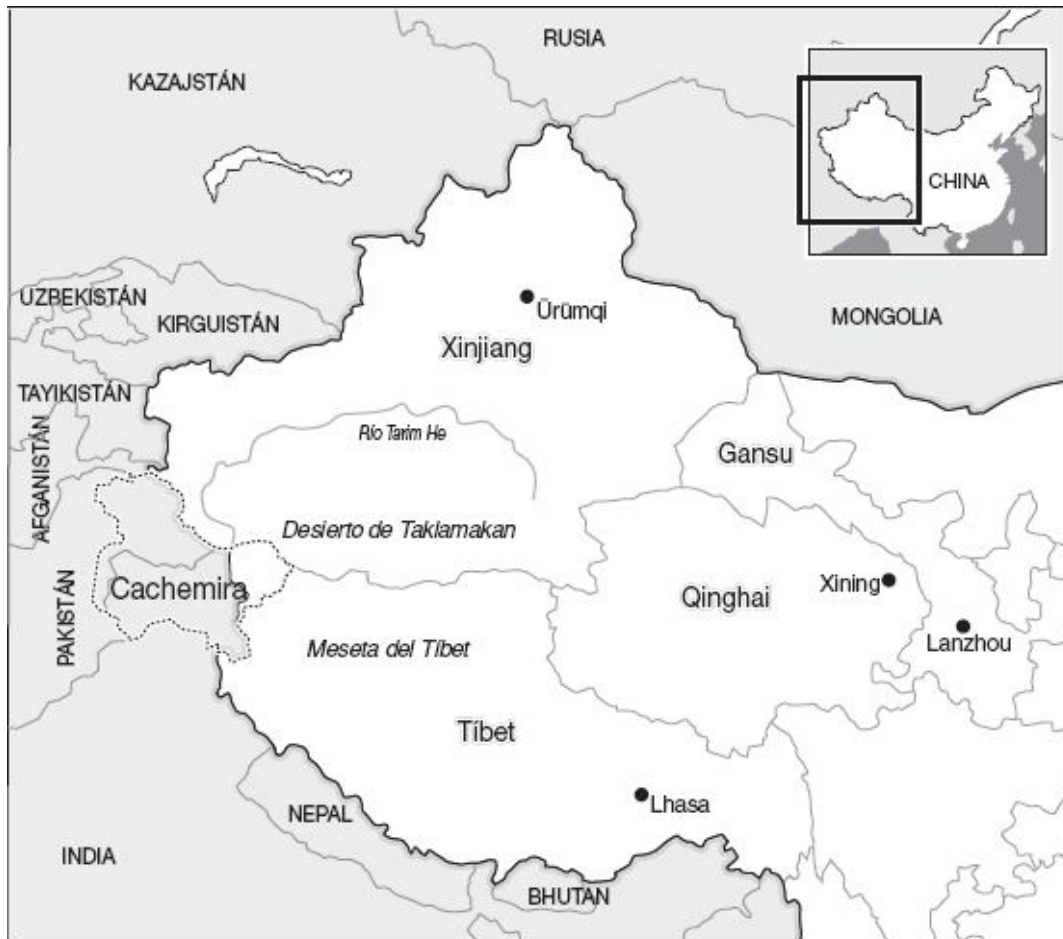 RUSIA
KAZAJSTÁN
CHINA
UZBEKISTÁN
KIRGUISTÁN
Ürümqi
MONGOLIA
Xinjiang
TAYIKISTÁN
AFGANISTÁN
Río Tarim He
Gansu
Desierto de Taklamakan
Cachemira
Qinghai
Xining
PAKISTÁN
Meseta del Tíbet
Lanzhou
Tíbet
Lhasa
NEPAL
INDIA
BHUTAN